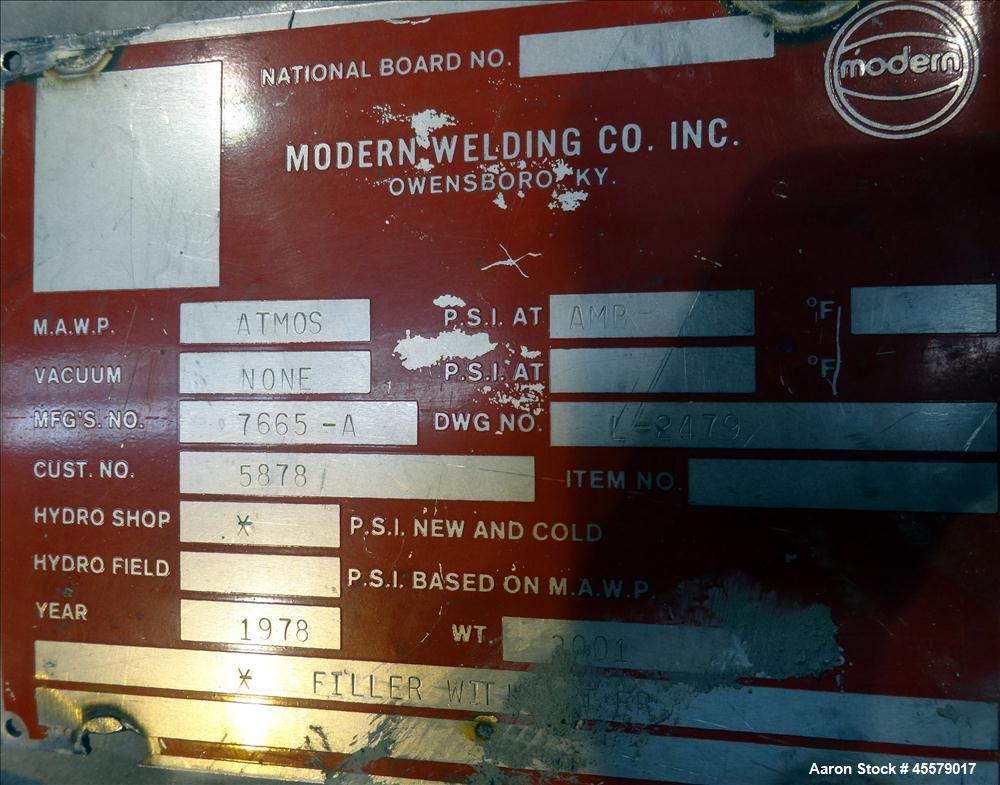 NATIONAL BOARD NO.
modern
MODERN WELDING CO. INC.
OWENSBORO KY.
M.A.W.P. ATMOS P.S.I. AT AMB °F
VACUUM NONE P.S.I. AT °F
MFG'S. NO. 7665-A DWG NO. L-2479
CUST. NO. 5878 ITEM NO.
HYDRO SHOP * P.S.I. NEW AND COLD
HYDRO FIELD P.S.I. BASED ON M.A.W.P.
YEAR 1978 WT. 2001
* FILLER
Aaron Stock # 45579017